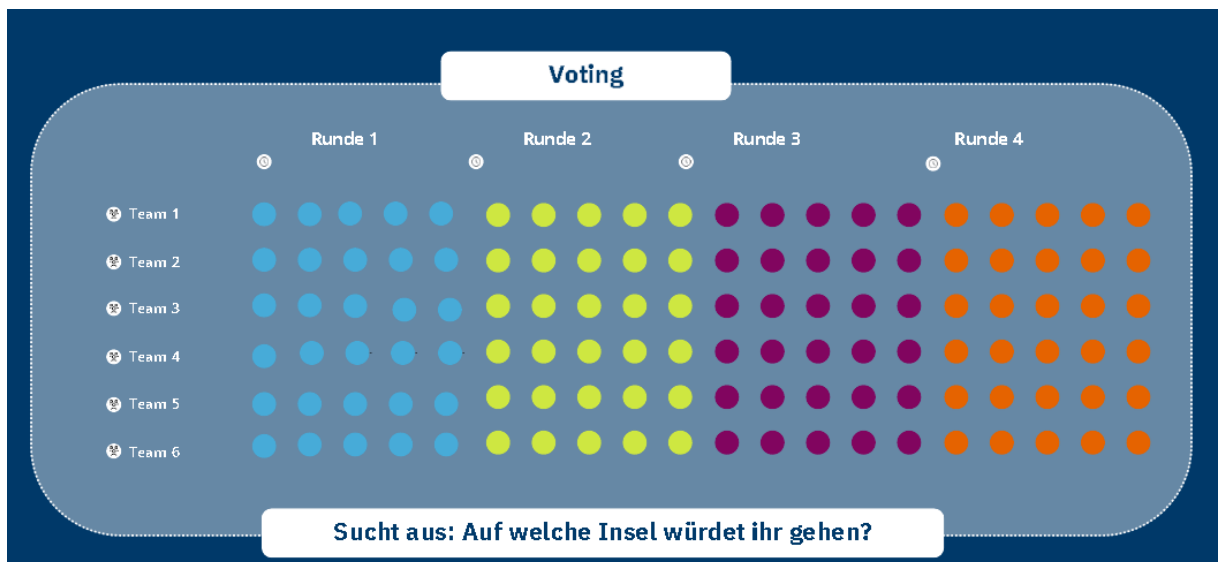 Voting
Runde 1 Runde 2 Runde 3 Runde 4
Team 1
Team 2
Team 3
Team 4
Team 5
Team 6
Sucht aus: Auf welche Insel würdet ihr gehen?